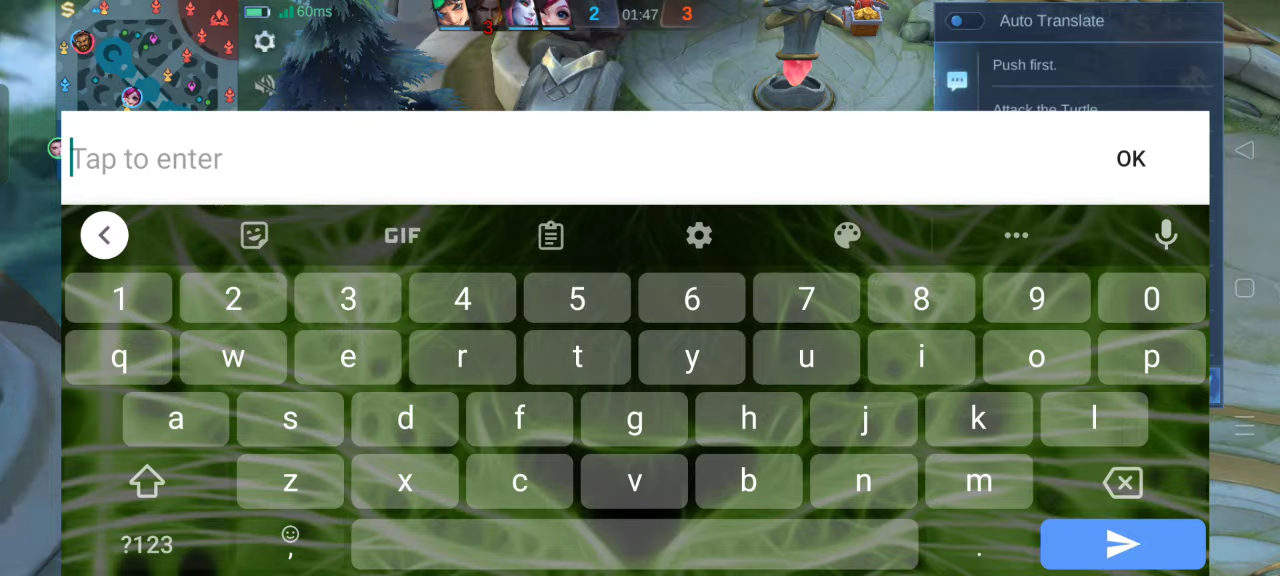 60ms
3
2 01:47 3
Auto Translate
Push first.
Attack the Turtle
Tap to enter
OK
GIF
1 2 3 4 5 6 7 8 9 0
q w e r t y u i o p
a s d f g h j k l
z x c v b n m
?123 , .